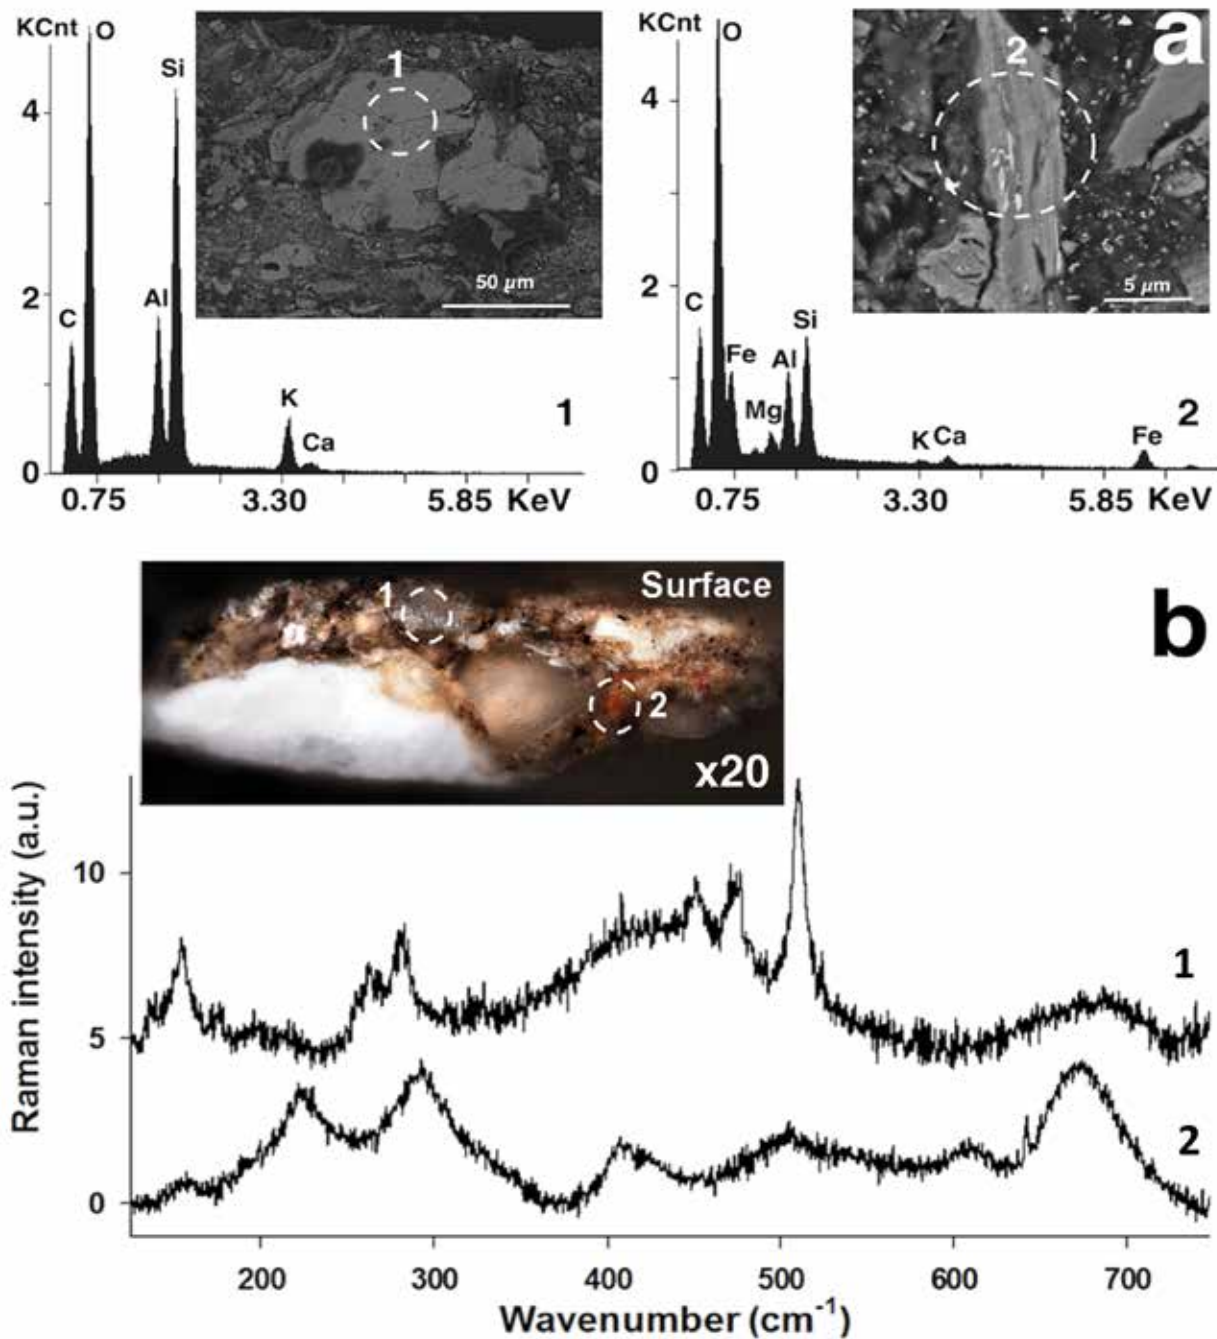 KCnt
O
Si
4
1
2
Al
C
50 µm
K
1
Ca
0
0.75 3.30 5.85 KeV
KCnt
O
a
2
4
2
5 µm
C
Si
Fe
Al
Mg
2
K Ca
Fe
0
0.75 3.30 5.85 KeV
b
Surface
1
2
x20
Raman intensity (a.u.)
10
5
0
1
2
200 300 400 500 600 700
Wavenumber (cm-1)